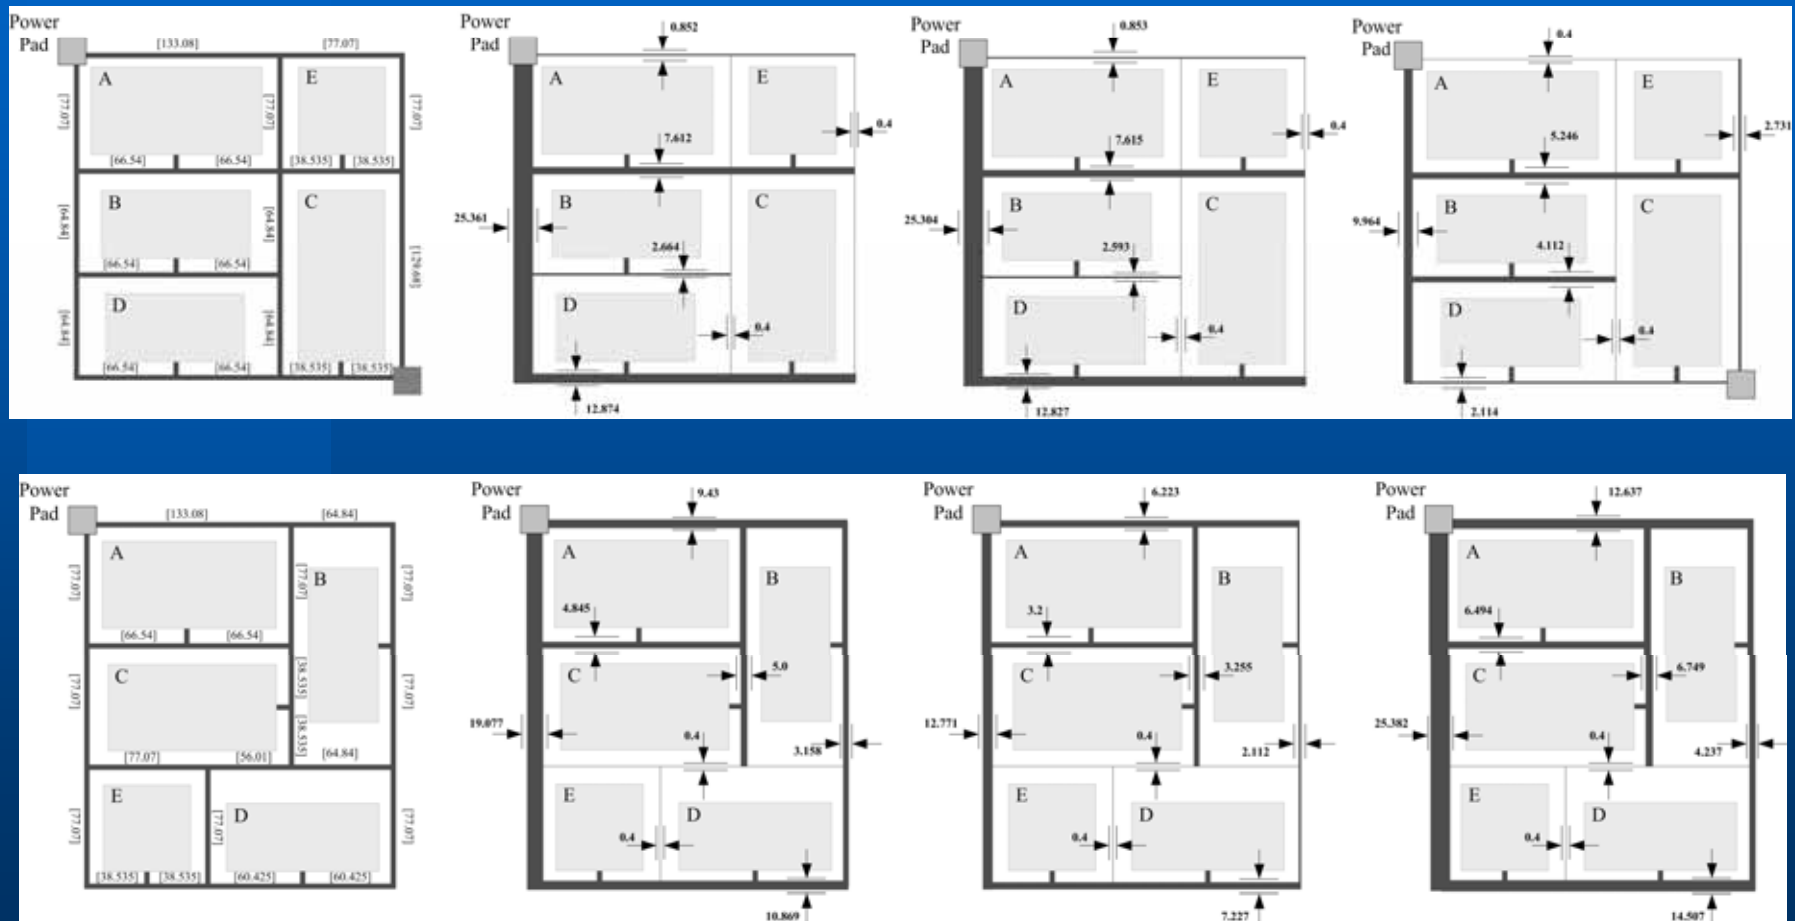 Power
Pad
[133.08]
[77.07]
A
E
[77.07]
[77.07]
[77.07]
[66.54]
[66.54]
[38.535]
[38.535]
B
C
[64.84]
[64.84]
[129.68]
[66.54]
[66.54]
D
[64.84]
[64.84]
[66.54]
[66.54]
[38.535]
[38.535]
Power
Pad
0.852
A
E
0.4
7.612
B
C
25.361
2.664
D
0.4
12.874
Power
Pad
0.853
A
E
0.4
7.615
B
C
25.304
2.593
D
0.4
12.827
Power
Pad
0.4
A
E
2.731
5.246
B
C
9.964
4.112
D
0.4
2.114
Power
Pad
[133.08]
[64.84]
A
B
[77.07]
[77.07]
[77.07]
[66.54]
[66.54]
C
[77.07]
[38.535]
[38.535]
[77.07]
[77.07]
[56.01]
[64.84]
E
D
[77.07]
[77.07]
[77.07]
[38.535]
[38.535]
[60.425]
[60.425]
Power
Pad
9.43
A
B
4.845
C
5.0
19.077
0.4
3.158
E
D
0.4
10.869
Power
Pad
6.223
A
B
3.2
C
3.255
12.771
0.4
2.112
E
D
0.4
7.227
Power
Pad
12.637
A
B
6.494
C
6.749
25.382
0.4
4.237
E
D
0.4
14.507